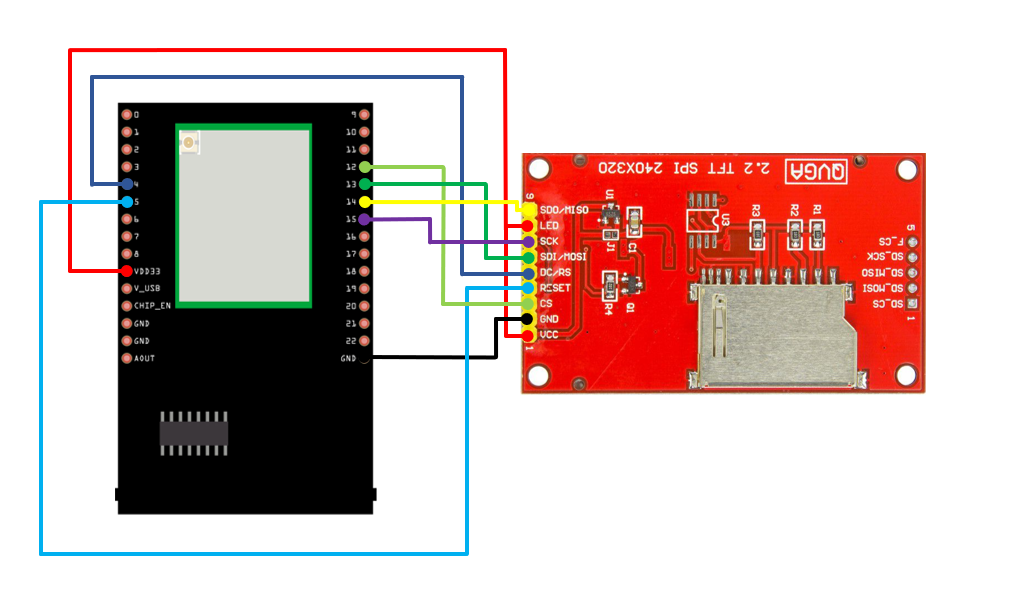 0
1
2
3
4
5
6
7
8
VDD33
V_USB
CHIP_EN
GND
GND
AOUT
9
10
11
12
13
14
15
16
17
18
19
20
21
22
GND
2.2 TFT SPI 240X320
QVGA
9
SDO/MISO
LED
SCK
SDI/MOSI
DC/RS
RESET
CS
GND
VCC
1
U1
J1
C1
R4
Q1
U3
R3
R2
R1
5
F_CS
SD_SCK
SD_MISO
SD_MOSI
SD_CS
1